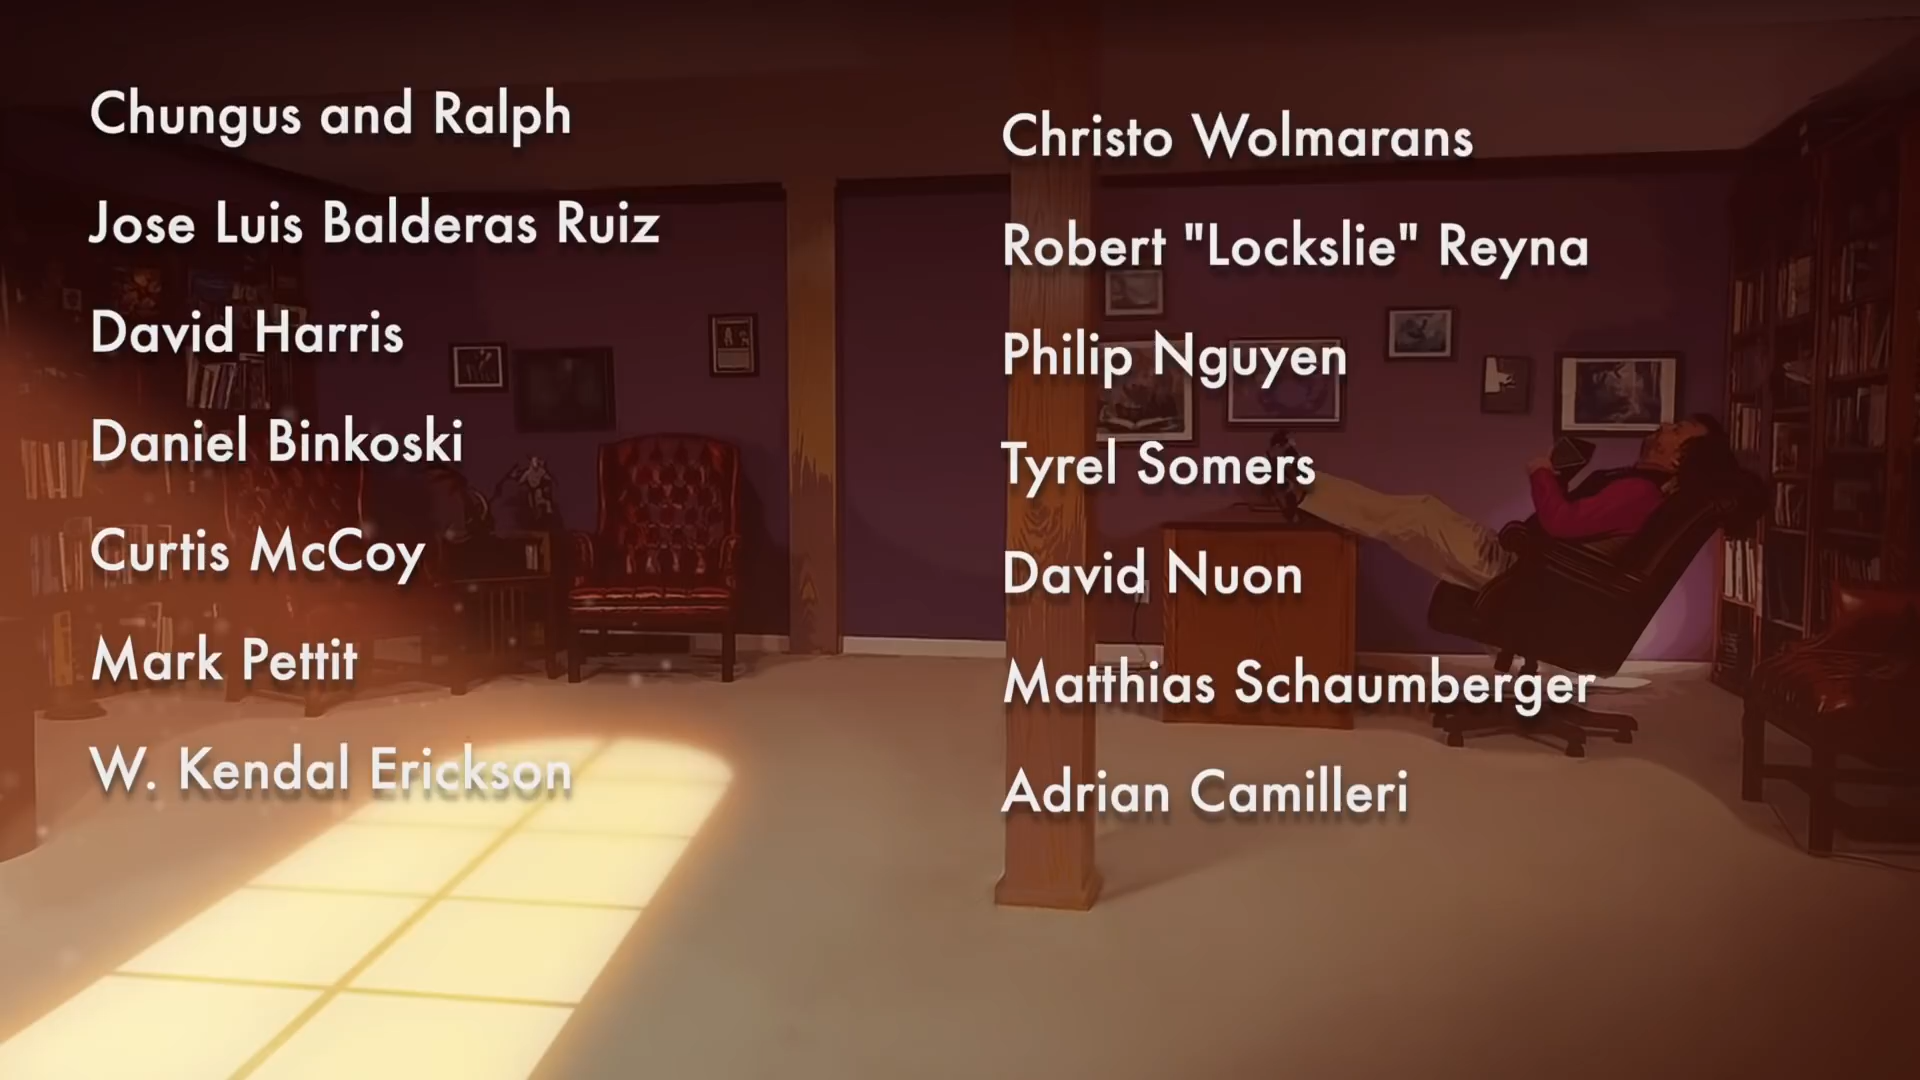 Chungus and Ralph
Jose Luis Balderas Ruiz
David Harris
Daniel Binkoski
Curtis McCoy
Mark Pettit
W. Kendal Erickson
Christo Wolmarans
Robert "Lockslie" Reyna
Philip Nguyen
Tyrel Somers
David Nuon
Matthias Schaumberger
Adrian Camilleri